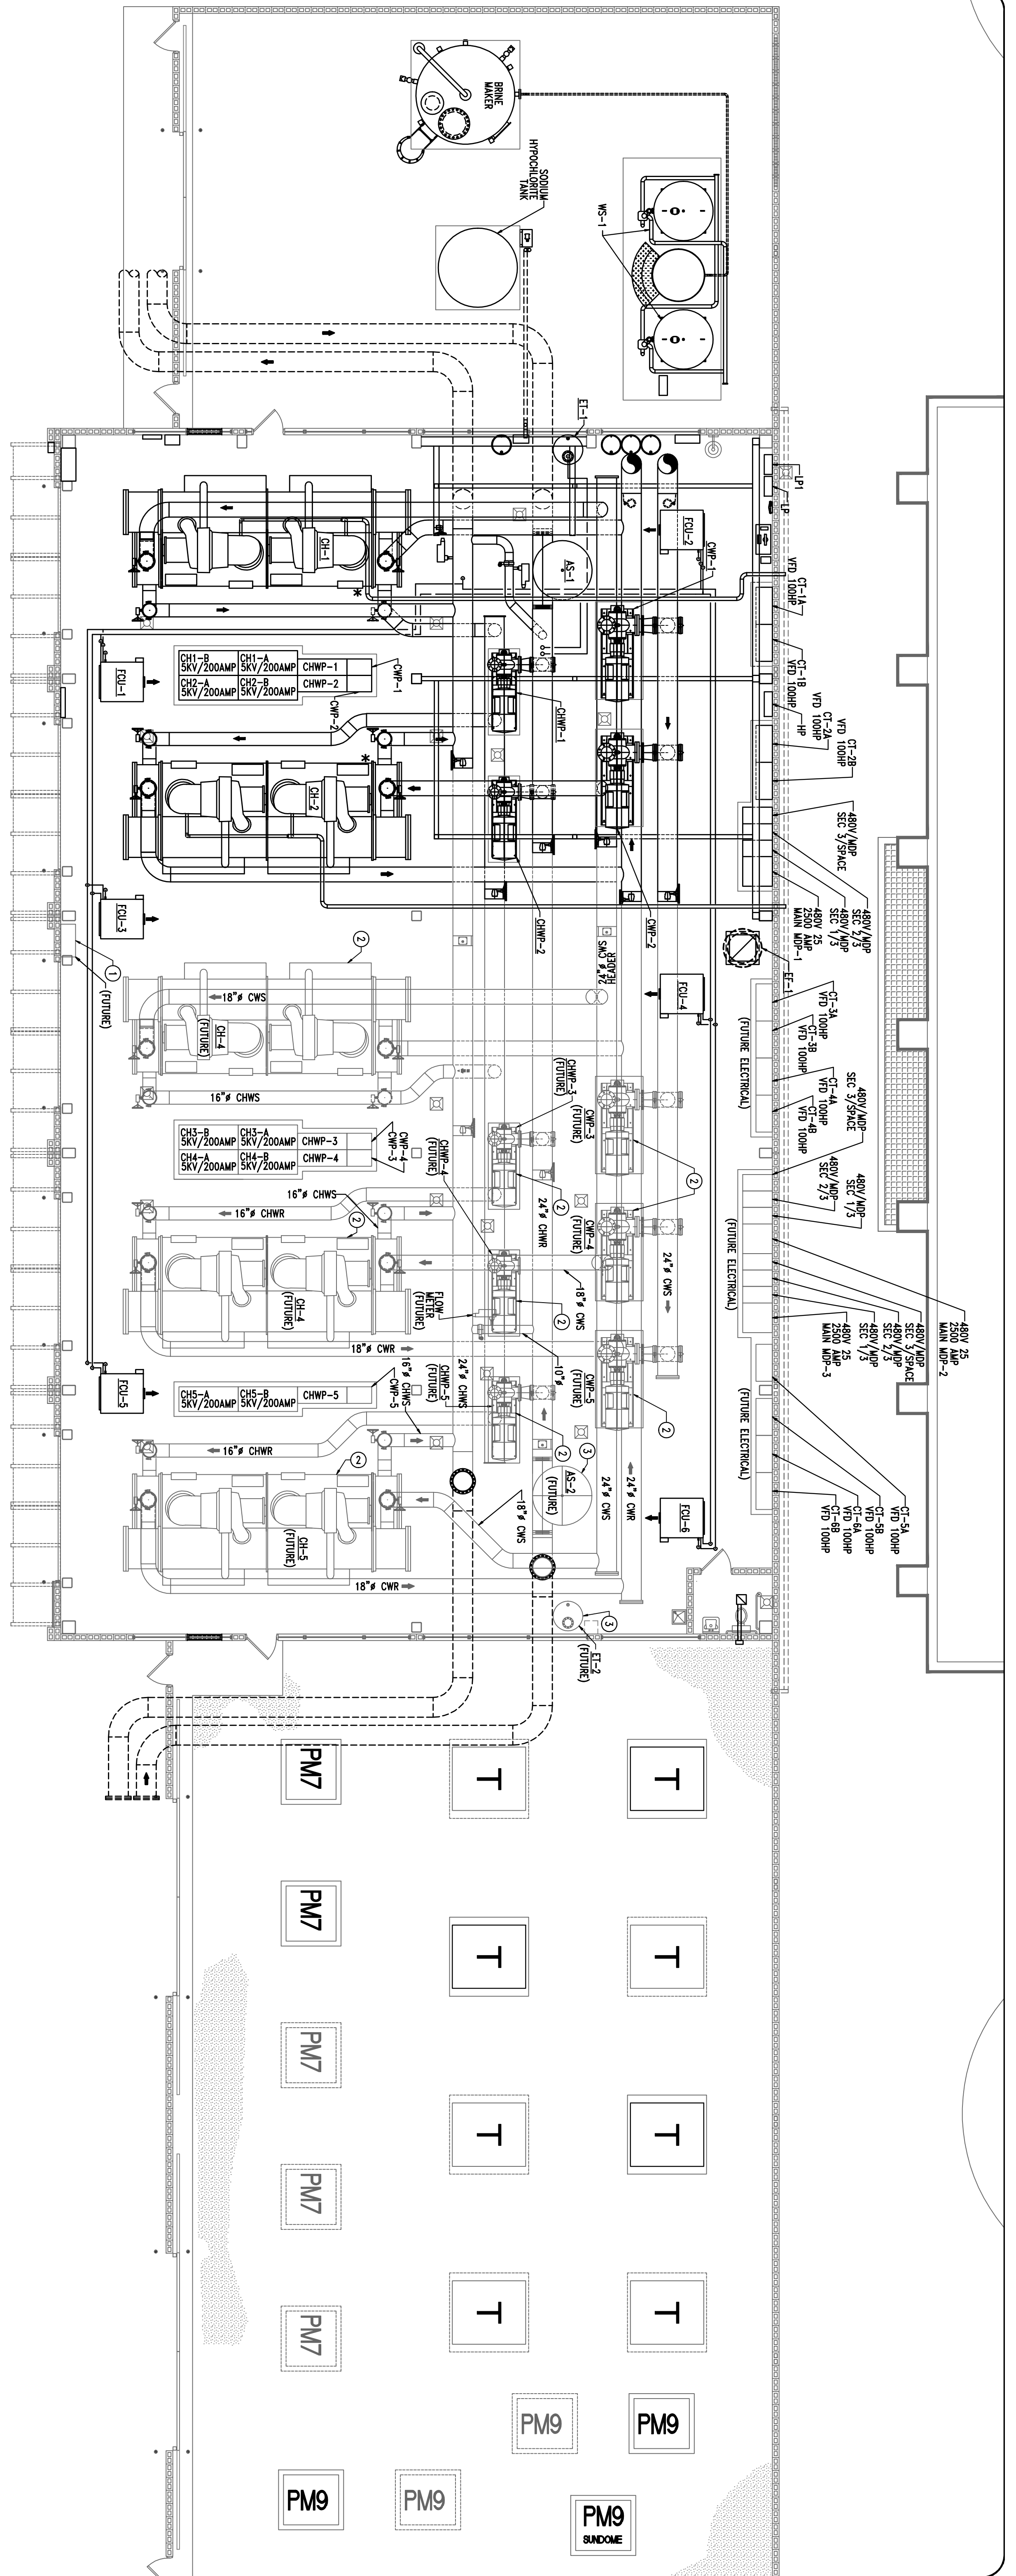 BRINE
MAKER
SODIUM
HYPOCHLORITE
TANK
WS-1
ET-1
LP1
LP
FCU-2
CWP-1
AS-1
CH-1
*
CT-1A
VFD 100HP
CT-1B
VFD 100HP
HP
CT-2A
VFD 100HP
CT-2B
VFD 100HP
FCU-1
CH1-B
5KV/200AMP
CH1-A
5KV/200AMP
CHWP-1
CH2-A
5KV/200AMP
CH2-B
5KV/200AMP
CHWP-2
CWP-1
CWP-2
CHWP-1
*
CH-2
CHWP-2
CWP-2
480V/MDP
SEC 3/SPACE
480V/MDP
SEC 2/3
480V/MDP
SEC 1/3
480V 25
2500 AMP
MAIN MDP-1
EF-1
FCU-3
1
(FUTURE)
2
18"ø CWS
CH-4
(FUTURE)
16"ø CHWS
24"ø CWS
HEADER
FCU-4
CT-3A
VFD 100HP
CT-3B
VFD 100HP
CT-4A
VFD 100HP
CT-4B
VFD 100HP
(FUTURE ELECTRICAL)
480V/MDP
SEC 3/SPACE
480V/MDP
SEC 2/3
480V/MDP
SEC 1/3
CHWP-3
(FUTURE)
CWP-3
(FUTURE)
CH3-B
5KV/200AMP
CH3-A
5KV/200AMP
CHWP-3
CH4-A
5KV/200AMP
CH4-B
5KV/200AMP
CHWP-4
CWP-4
CWP-3
CHWP-4
(FUTURE)
2
2
24"ø CHWR
CWP-4
(FUTURE)
24"ø CWS
(FUTURE ELECTRICAL)
480V 25
2500 AMP
MAIN MDP-2
480V/MDP
SEC 3/SPACE
480V/MDP
SEC 2/3
480V/MDP
SEC 1/3
480V 25
2500 AMP
MAIN MDP-3
16"ø CHWS
16"ø CHWR
2
CH-4
(FUTURE)
FLOW
METER
(FUTURE)
2
18"ø CWS
18"ø CWR
10"ø
FCU-5
CH5-A
5KV/200AMP
CH5-B
5KV/200AMP
CHWP-5
CWP-5
16"ø CHWS
24"ø CHWS
CHWP-5
(FUTURE)
CWP-5
(FUTURE)
2
2
16"ø CHWR
2
3
AS-2
(FUTURE)
24"ø CWS
24"ø CWR
FCU-6
(FUTURE ELECTRICAL)
CT-5A
VFD 100HP
CT-5B
VFD 100HP
CT-6A
VFD 100HP
CT-6B
VFD 100HP
18"ø CWS
CH-5
(FUTURE)
18"ø CWR
3
ET-2
(FUTURE)
PM7
T
T
PM7
T
T
PM7
T
T
PM7
T
T
PM7
PM9
PM9
PM9
PM9
PM9
SUNDOME